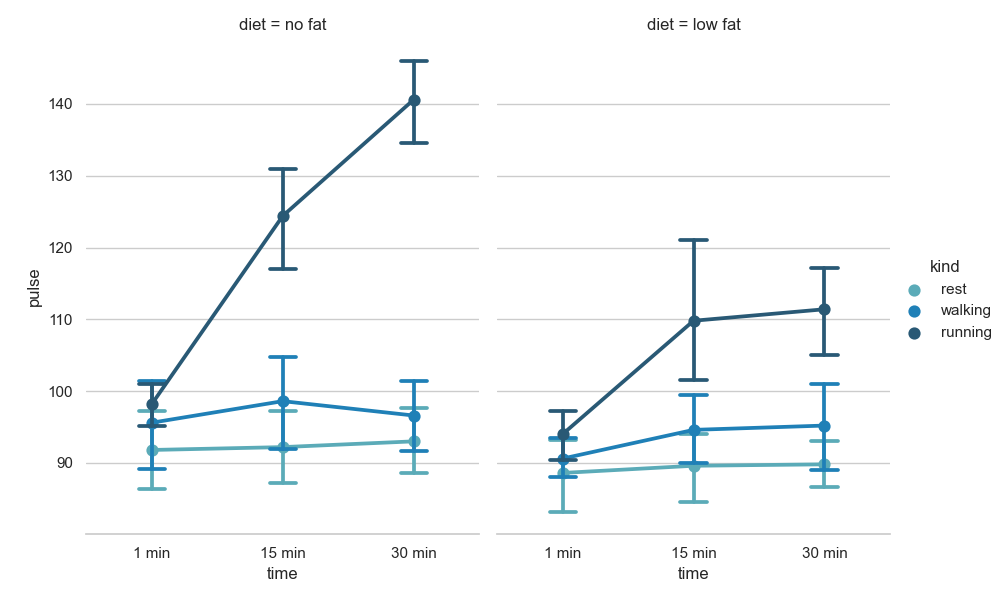 diet = no fat
diet = low fat
pulse
140
130
120
110
100
90
1 min
15 min
30 min
time
1 min
15 min
30 min
time
kind
rest
walking
running